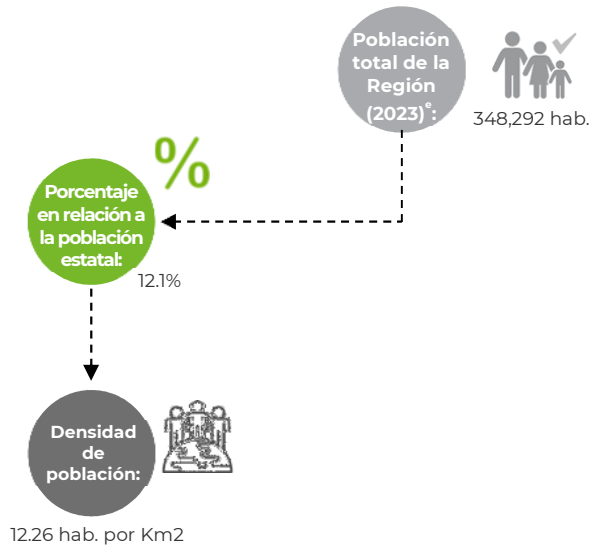 Población
total de la
Región
(2023)ᵉ:
348,292 hab.
%
Porcentaje
en relación a
la población
estatal:
12.1%
Densidad
de
población:
12.26 hab. por Km2